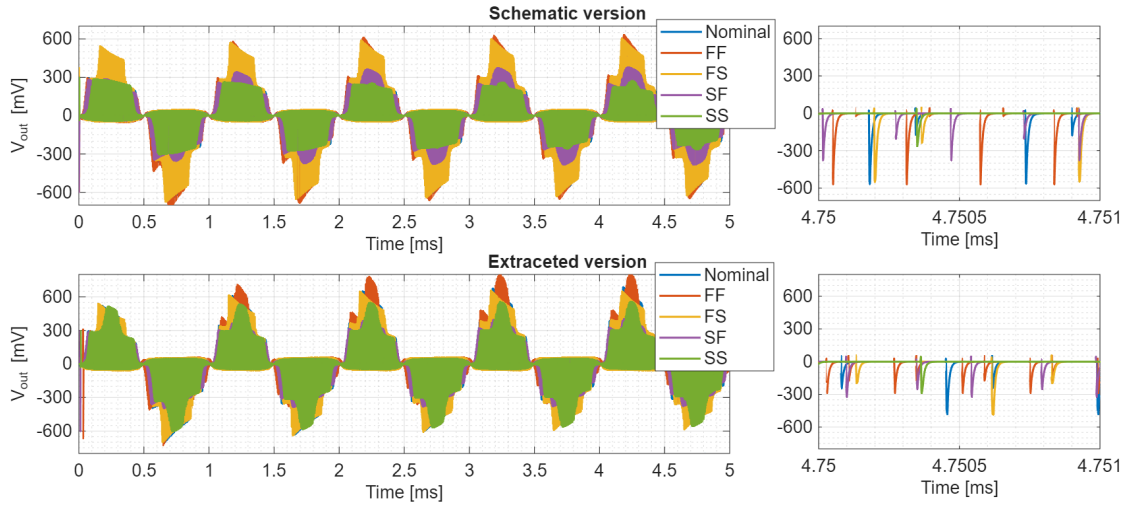 Schematic version
600
300
0
-300
-600
V_out [mV]
0 0.5 1 1.5 2 2.5 3 3.5 4 4.5 5
Time [ms]
Nominal
FF
FS
SF
SS
600
300
0
-300
-600
4.75 4.7505 4.751
Time [ms]
Extraceted version
600
300
0
-300
-600
V_out [mV]
0 0.5 1 1.5 2 2.5 3 3.5 4 4.5 5
Time [ms]
Nominal
FF
FS
SF
SS
600
300
0
-300
-600
4.75 4.7505 4.751
Time [ms]